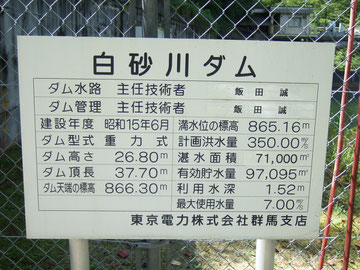 白砂川ダム
ダム水路 主任技術者 飯田 誠
ダム管理 主任技術者 飯田 誠
建設年度 昭和15年6月 満水位の標高 865.16m
ダム型式 重力式 計画洪水量 350.00㎥
ダム高さ 26.80m 湛水面積 71,000㎡
ダム頂長 37.70m 有効貯水量 97,095㎥
ダム天端の標高 866.30m 利用水深 1.52m
最大使用水量 7.00㎥
東京電力株式会社群馬支店